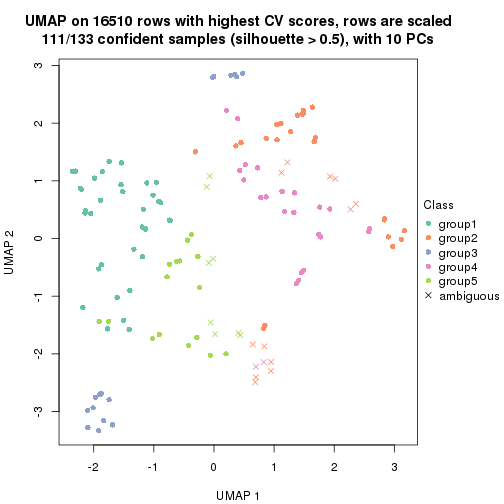 UMAP on 16510 rows with highest CV scores, rows are scaled
111/133 confident samples (silhouette > 0.5), with 10 PCs
3
2
1
0
-1
-2
-3
UMAP 2
-2
-1
0
1
2
3
UMAP 1
Class
group1
group2
group3
group4
group5
ambiguous